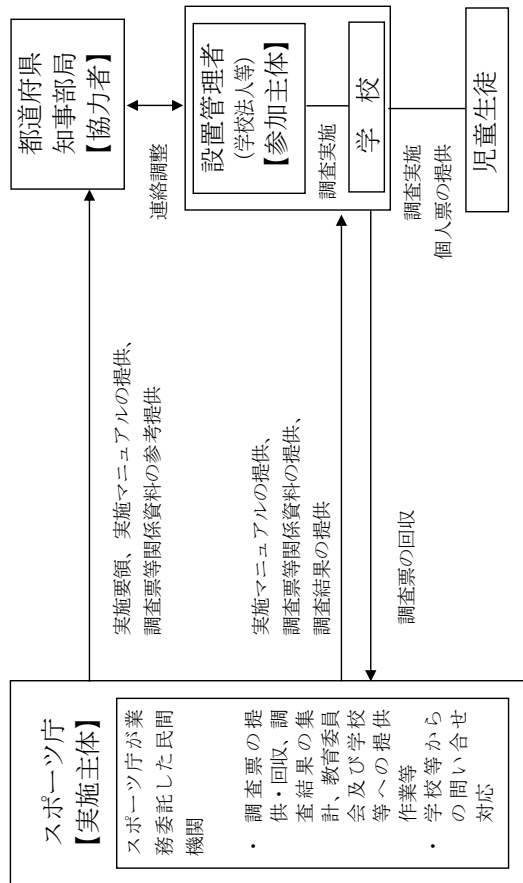 スポーツ庁
【実施主体】
スポーツ庁が業
務委託した民間
機関
・ 調査票の提
供・回収、調
査結果の集
計、教育委員
会及び学校
等への提供
作業等
・ 学校等から
の問い合せ
対応
実施要領、実施マニュアルの提供、
調査票等関係資料の参考提供
実施マニュアルの提供、
調査票等関係資料の提供、
調査結果の提供
調査票の回収
都道府県
知事部局
【協力者】
連絡調整
設置管理者
(学校法人等)
【参加主体】
調査実施
学　校
調査実施
個人票の提供
児童生徒